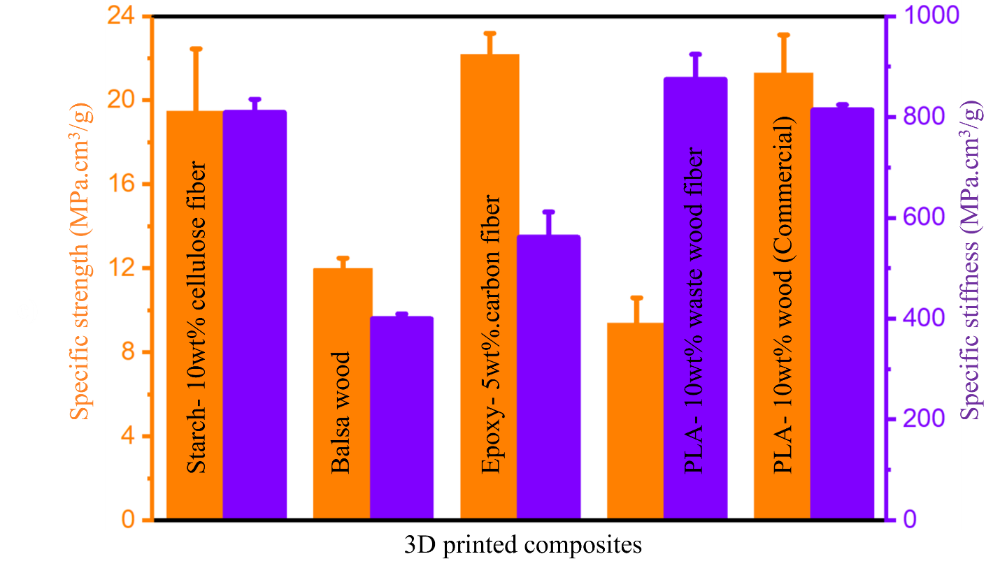 Specific strength (MPa.cm³/g)
24
20
16
12
8
4
0
Starch- 10wt% cellulose fiber
Balsa wood
Epoxy- 5wt%.carbon fiber
PLA- 10wt% waste wood fiber
PLA- 10wt% wood (Commercial)
1000
800
600
400
200
0
Specific stiffness (MPa.cm³/g)
3D printed composites